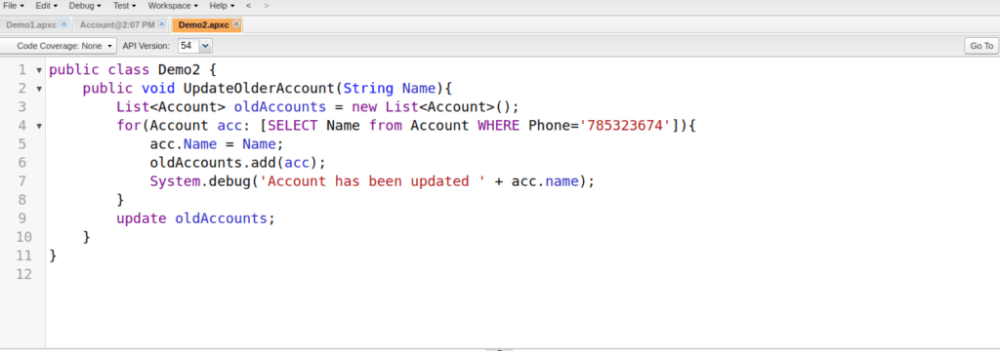 File Edit Debug Test Workspace Help < >
Demo1.apxc Account@2:07 PM Demo2.apxc
Code Coverage: None API Version: 54 Go To
1 public class Demo2 {
2 public void UpdateOlderAccount(String Name){
3 List<Account> oldAccounts = new List<Account>();
4 for(Account acc: [SELECT Name from Account WHERE Phone='785323674']){
5 acc.Name = Name;
6 oldAccounts.add(acc);
7 System.debug('Account has been updated ' + acc.name);
8 }
9 update oldAccounts;
10 }
11 }
12